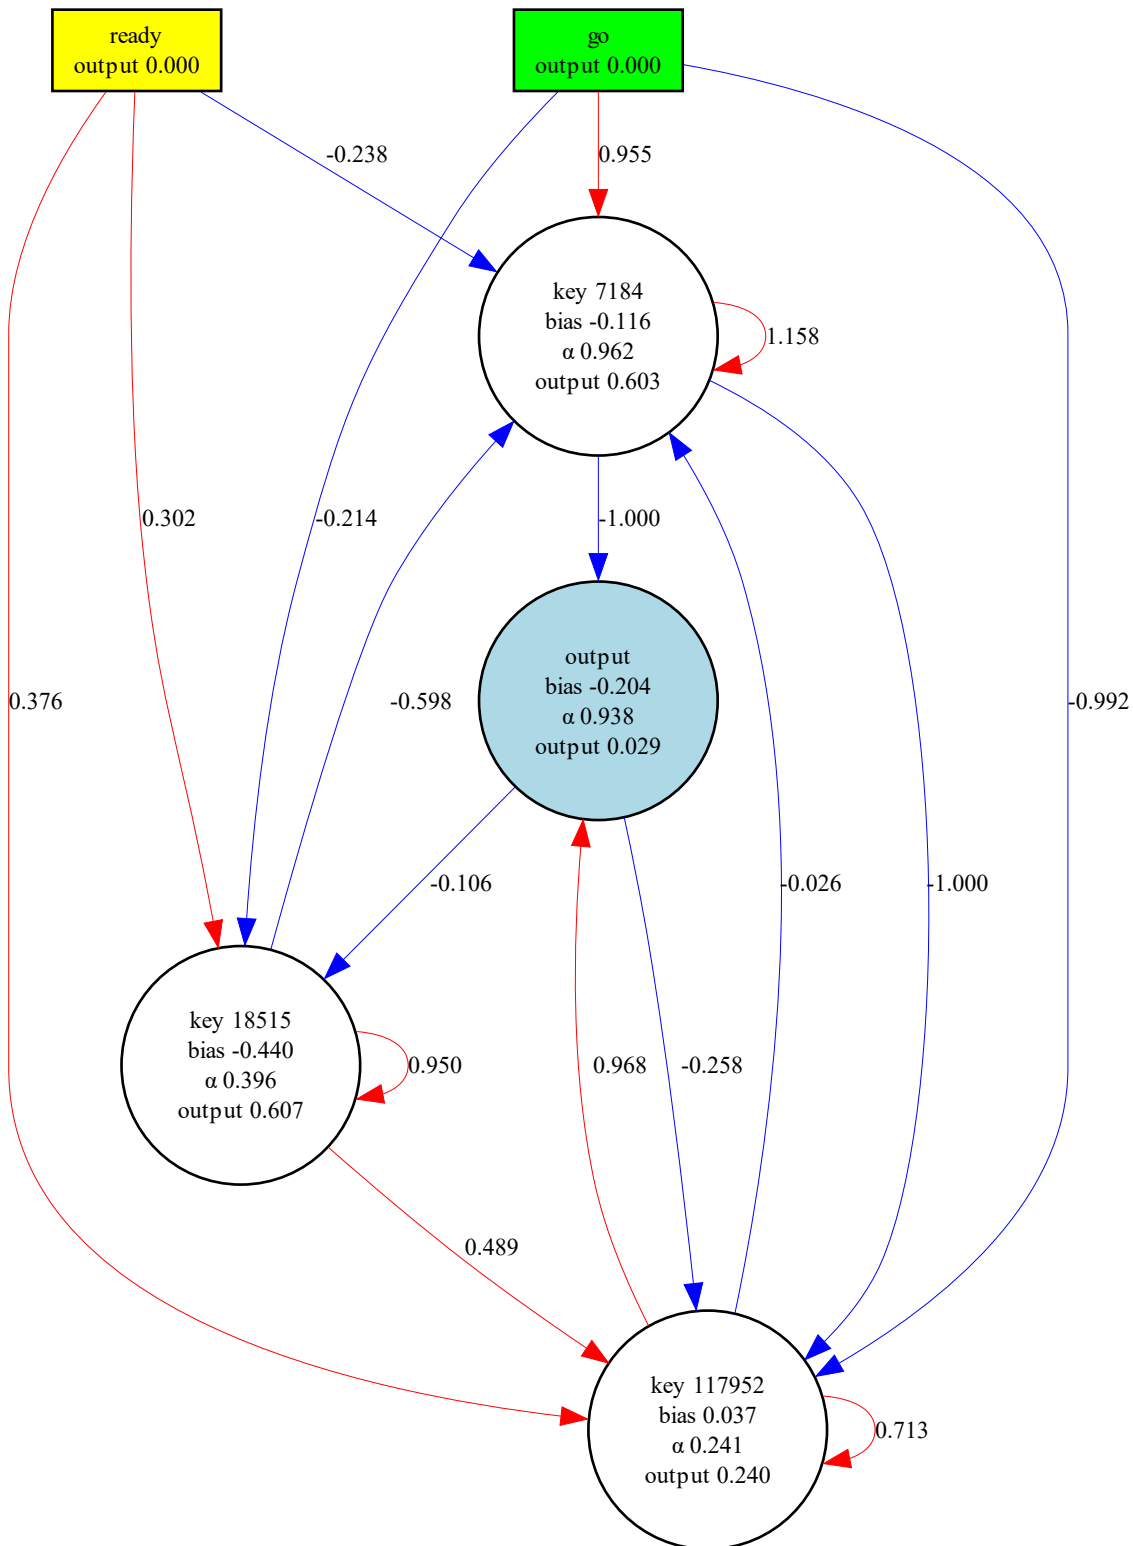 ready
output 0.000
go
output 0.000
-0.238
0.955
key 7184
bias -0.116
α 0.962
output 0.603
1.158
0.302
-0.214
-1.000
output
bias -0.204
α 0.938
output 0.029
0.376
-0.598
-0.992
-0.106
-0.026
-1.000
key 18515
bias -0.440
α 0.396
output 0.607
0.950
0.968
-0.258
0.489
key 117952
bias 0.037
α 0.241
output 0.240
0.713